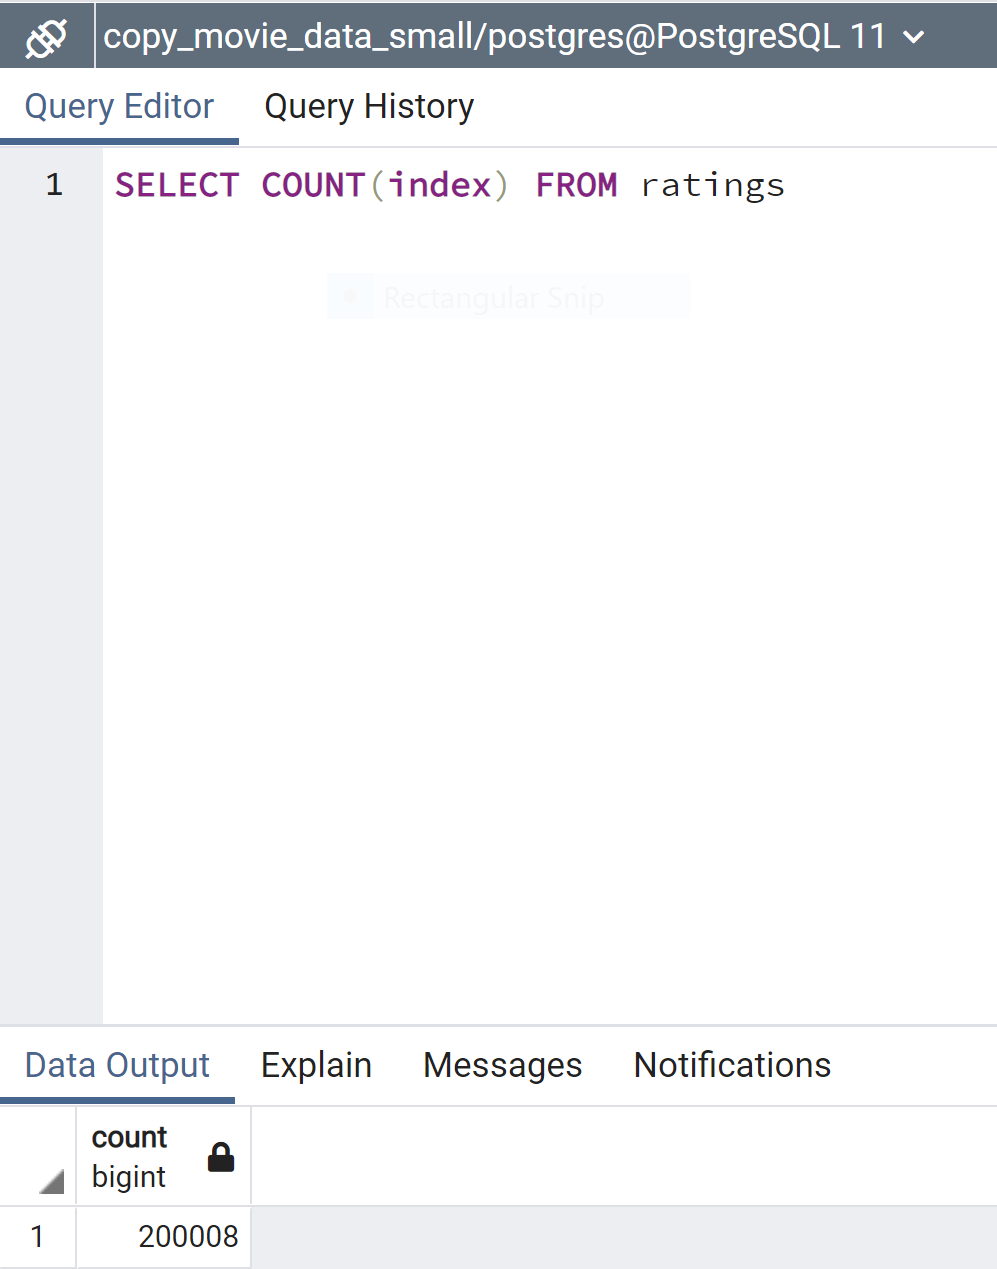 copy_movie_data_small/postgres@PostgreSQL 11
Query Editor Query History
1 SELECT COUNT(index) FROM ratings
Rectangular Snip
Data Output Explain Messages Notifications
count
bigint
1 200008